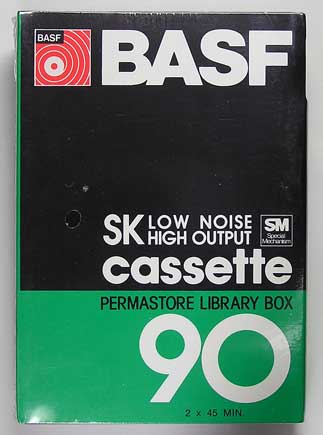 BASF
BASF
SK LOW NOISE
HIGH OUTPUT
SM
Special
Mechanism
cassette
PERMASTORE LIBRARY BOX
90
2 x 45 MIN.